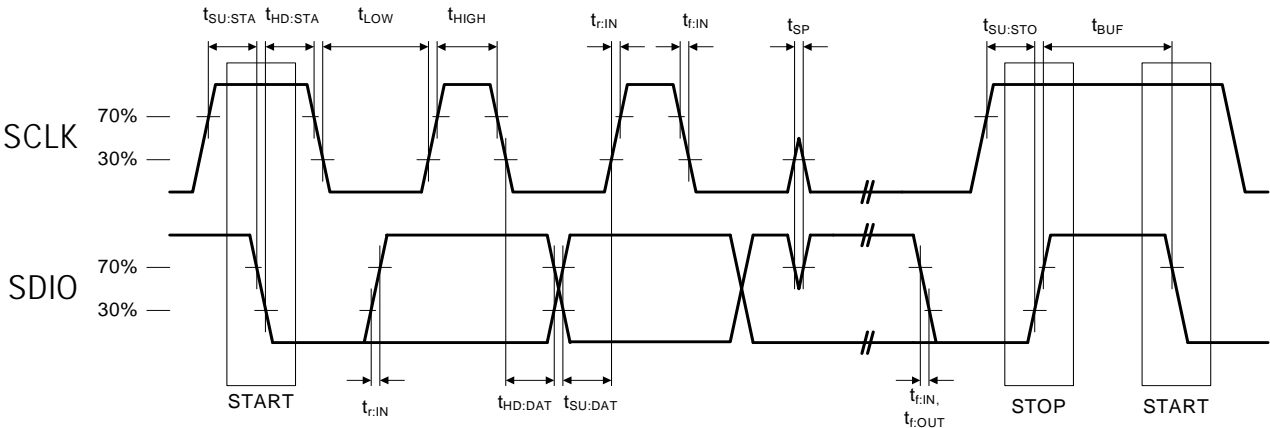 tSU:STA tHD:STA tLOW tHIGH tr:IN tf:IN tSP tSU:STO tBUF
SCLK
70%
30%
SDIO
70%
30%
START
tr:IN
tHD:DAT tSU:DAT
tf:IN,
tf:OUT
STOP
START